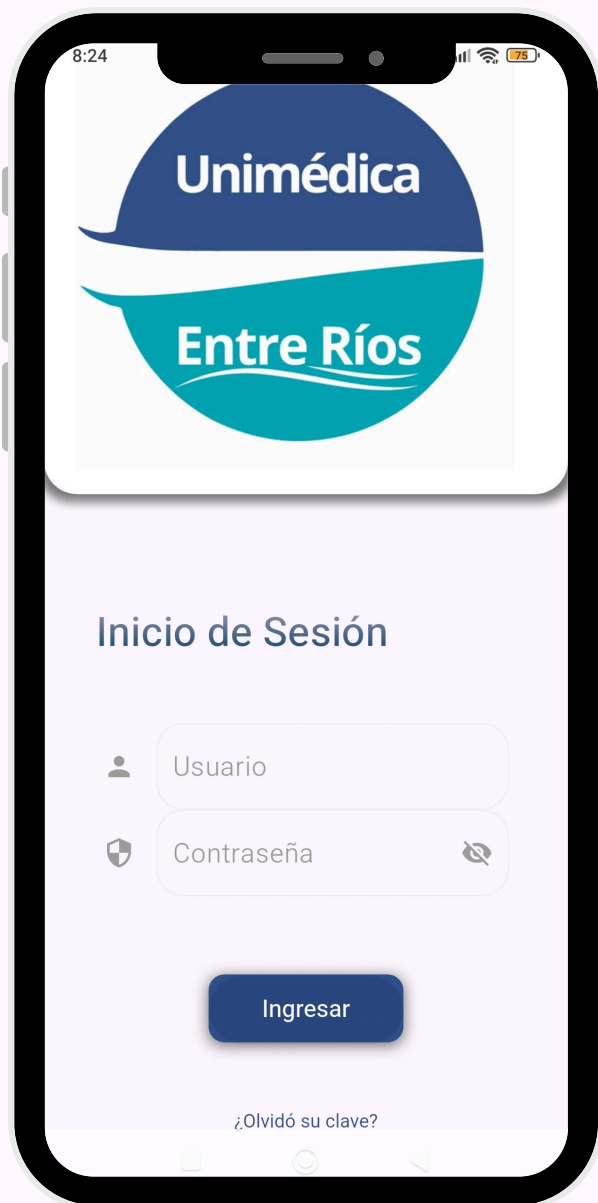 8:24
75
Unimédica
Entre Ríos
Inicio de Sesión
Usuario
Contraseña
Ingresar
¿Olvidó su clave?